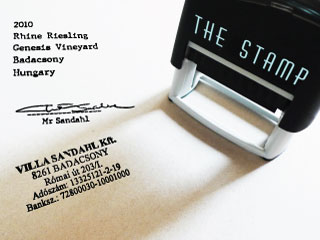 2010
Rhine Riesling
Genesis Vineyard
Badacsony
Hungary
THE STAMP
Mr Sandahl
VILLA SANDAHL Kft.
8261 BADACSONY
Római út 203/1.
Adószám: 13325121-2-19
Banksz.: 72800030-10001000